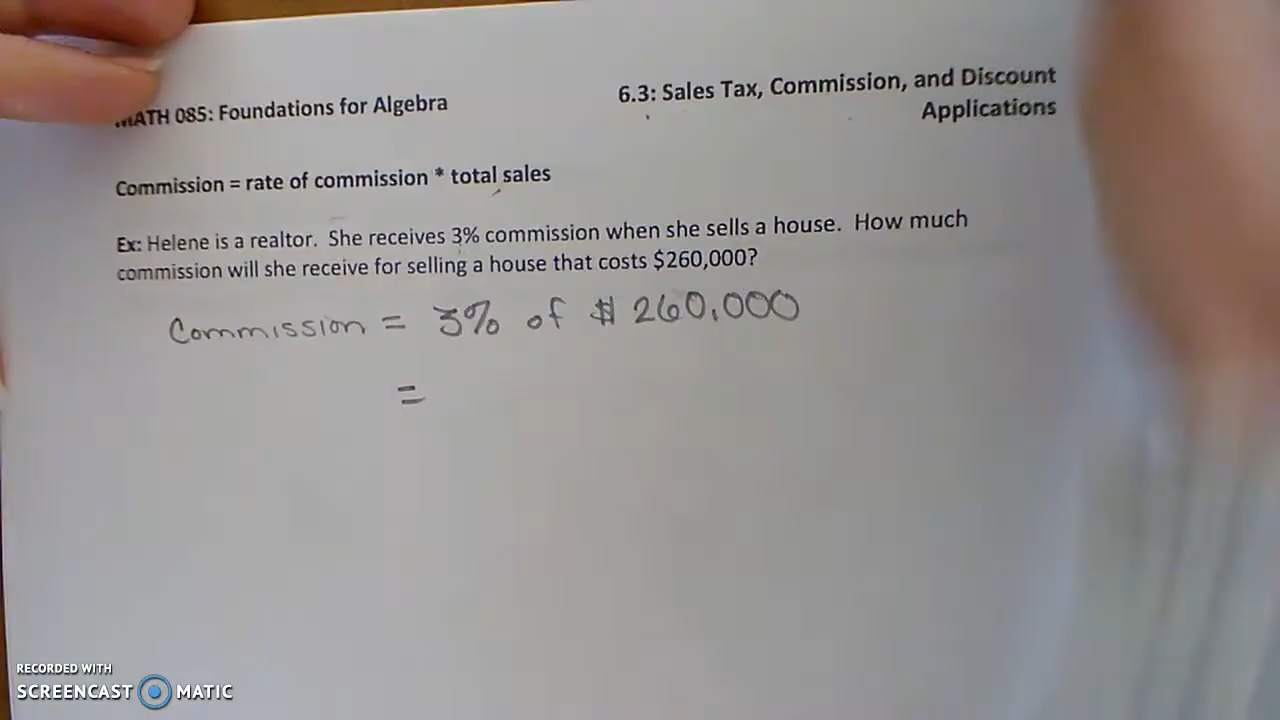 MATH 085: Foundations for Algebra
6.3: Sales Tax, Commission, and Discount
Applications
Commission = rate of commission * total sales
Ex: Helene is a realtor. She receives 3% commission when she sells a house. How much
commission will she receive for selling a house that costs $260,000?
Commission = 3% of $ 260,000
=
RECORDED WITH
SCREENCAST MATIC